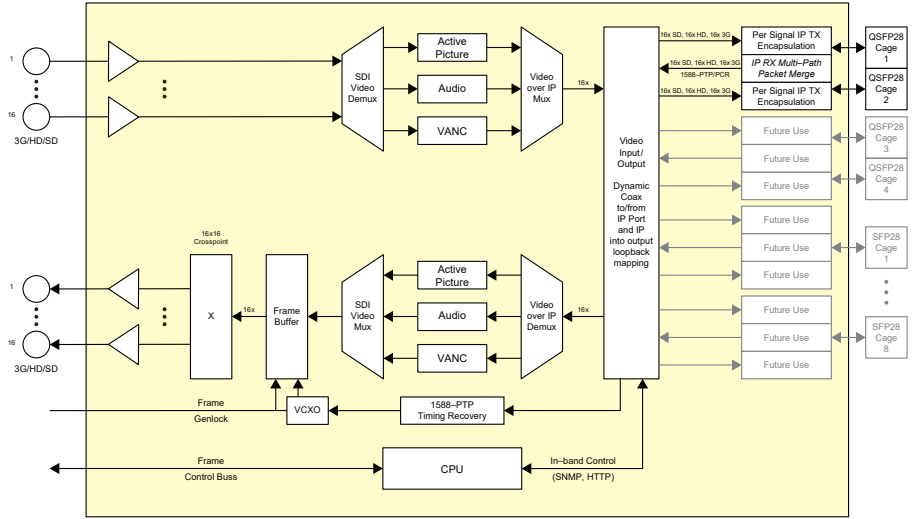 1
16
3G/HD/SD
SDI
Video
Demux
Active
Picture
Audio
VANC
Video
over IP
Mux
16x
Video
Input/
Output
Dynamic
Coax
to/from
IP Port
and IP
into output
loopback
mapping
16x SD, 16x HD, 16x 3G
16x SD, 16x HD, 16x 3G
1588–PTP/PCR
16x SD, 16x HD, 16x 3G
Per Signal IP TX
Encapsulation
IP RX Multi–Path
Packet Merge
Per Signal IP TX
Encapsulation
Future Use
Future Use
Future Use
Future Use
Future Use
Future Use
Future Use
Future Use
Future Use
QSFP28
Cage
1
QSFP28
Cage
2
QSFP28
Cage
3
QSFP28
Cage
4
SFP28
Cage
1
SFP28
Cage
8
1
16
3G/HD/SD
16x16
Crosspoint
X
16x
Frame
Buffer
SDI
Video
Mux
Active
Picture
Audio
VANC
Video
over IP
Demux
16x
Frame
Genlock
VCXO
1588–PTP
Timing Recovery
Frame
Control Buss
CPU
In–band Control
(SNMP, HTTP)